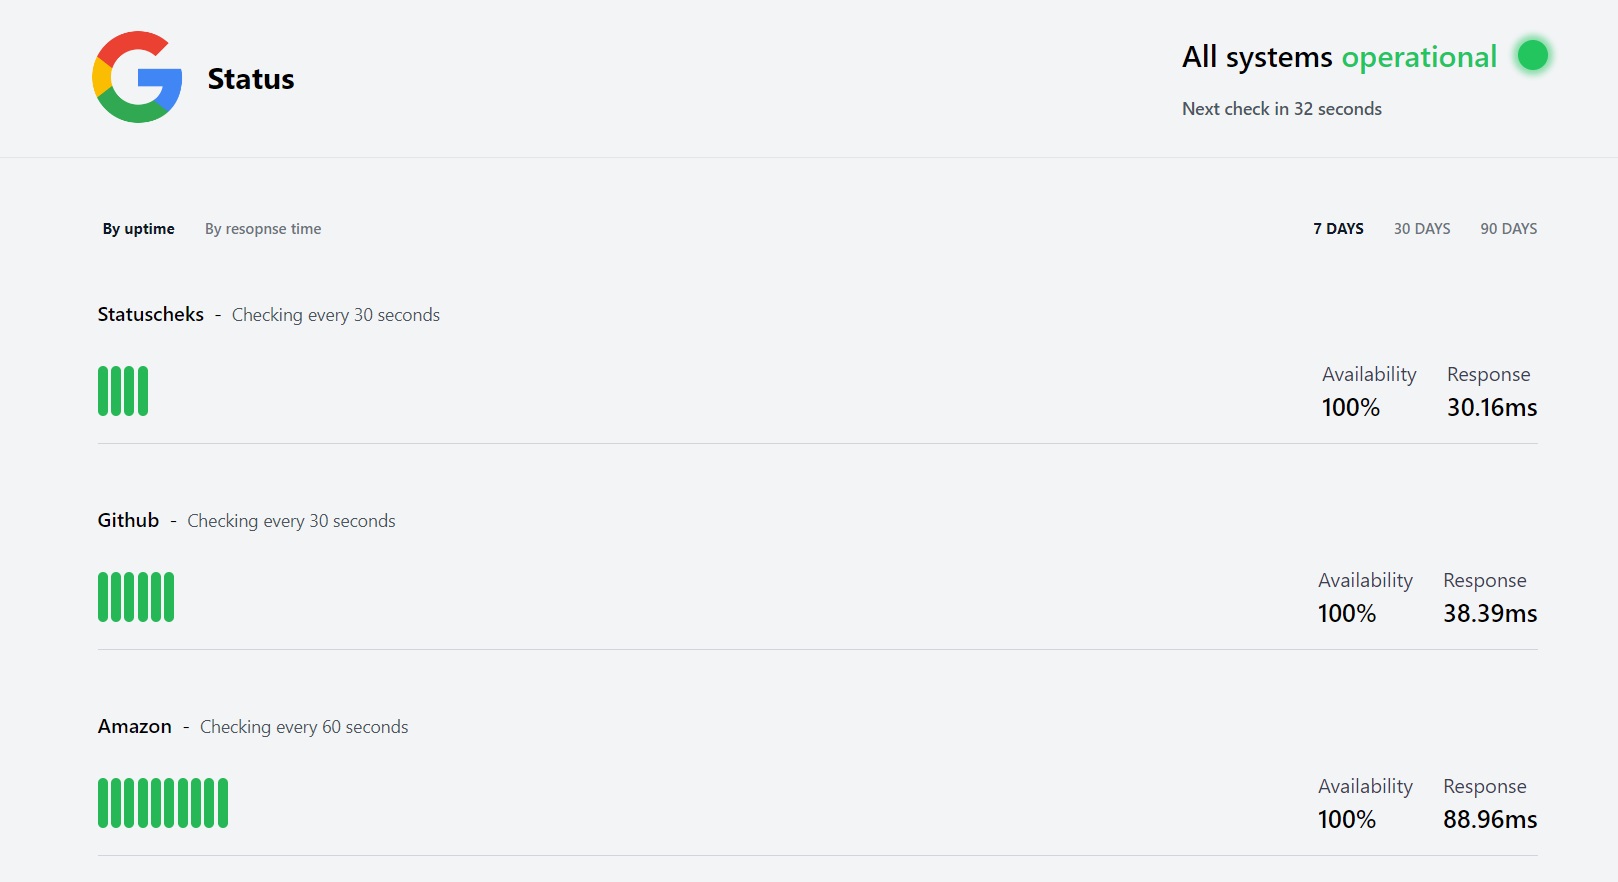 Status
All systems operational
Next check in 32 seconds
By uptime By resopnse time
7 DAYS 30 DAYS 90 DAYS
Statuscheks - Checking every 30 seconds
Availability Response
100% 30.16ms
Github - Checking every 30 seconds
Availability Response
100% 38.39ms
Amazon - Checking every 60 seconds
Availability Response
100% 88.96ms